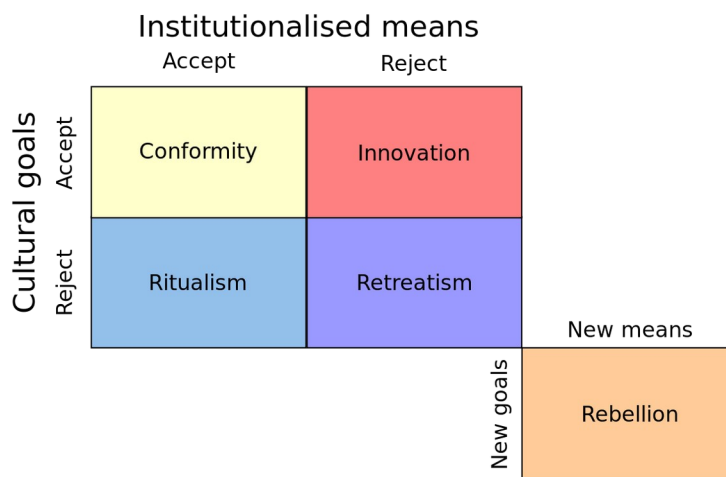 Institutionalised means
Accept
Reject
Cultural goals
Accept
Conformity
Innovation
Reject
Ritualism
Retreatism
New means
New goals
Rebellion